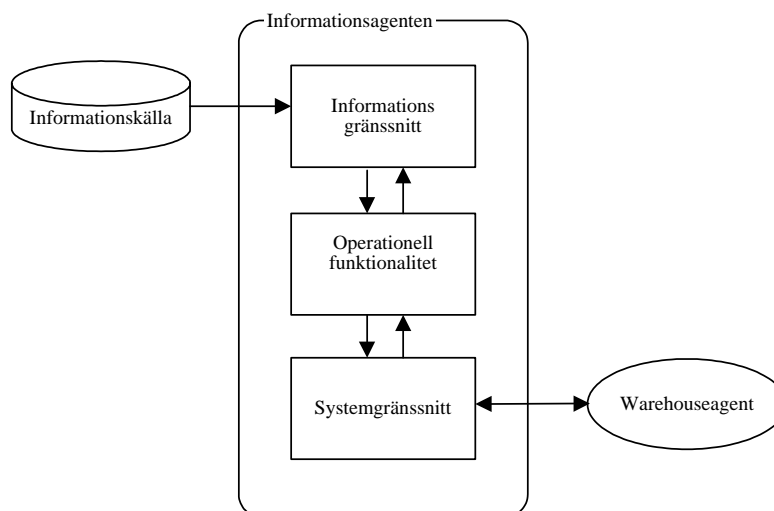 Informationsagenten
Informationskälla
Informations
gränssnitt
Operationell
funktionalitet
Systemgränssnitt
Warehouseagent